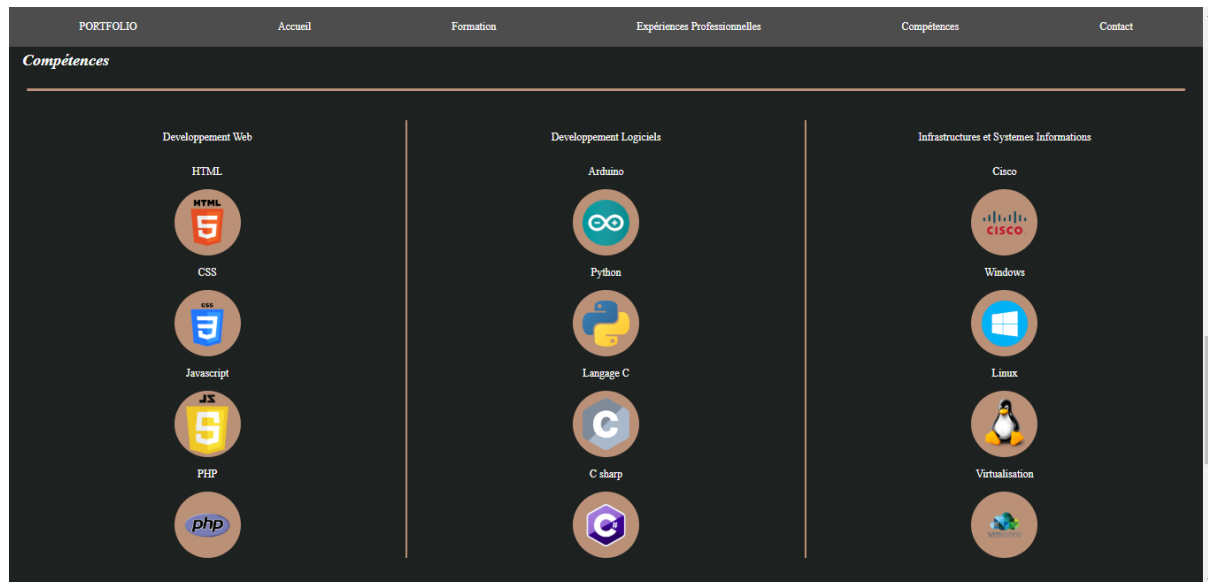 PORTFOLIO Accueil Formation Expériences Professionnelles Compétences Contact
Compétences
Developpement Web
HTML
HTML
5
CSS
CSS
3
Javascript
JS
5
PHP
php
Developpement Logiciels
Arduino
Python
Langage C
C
C sharp
C#
Infrastructures et Systemes Informations
Cisco
CISCO
Windows
Linux
Virtualisation
vmware